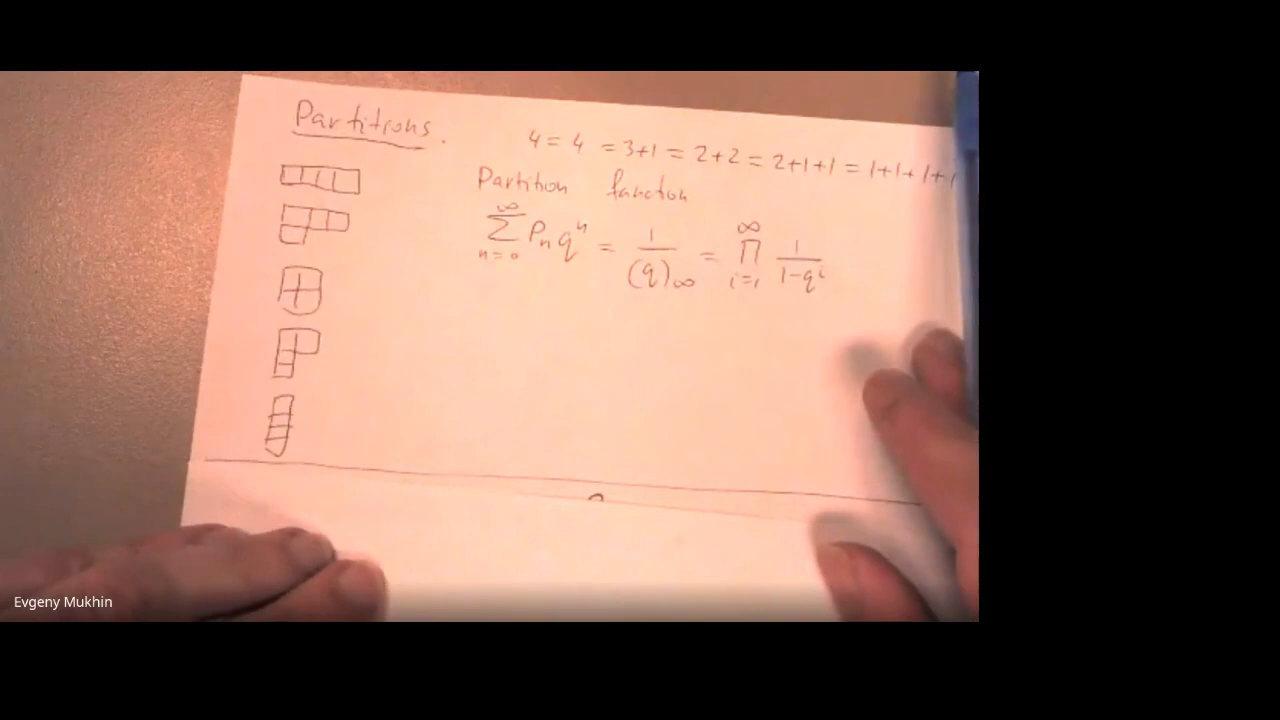 Partitions.
4 = 4 = 3+1 = 2+2 = 2+1+1 = 1+1+1+1
Partition function
∞ ∑ n=0 Pn q^n = 1/(q)∞ = ∞ ∏ i=1 1/(1-q^i)
Evgeny Mukhin